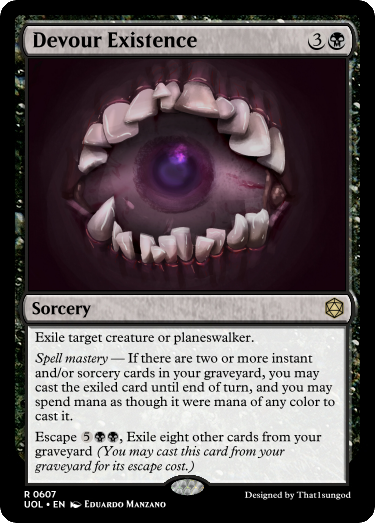 Devour Existence 3
Sorcery
Exile target creature or planeswalker.
Spell mastery — If there are two or more instant
and/or sorcery cards in your graveyard, you may
cast the exiled card until end of turn, and you may
spend mana as though it were mana of any color to
cast it.
Escape 5, Exile eight other cards from your
graveyard (You may cast this card from your
graveyard for its escape cost.)
R 0607
UOL • EN Eduardo Manzano
Designed by That1sungod